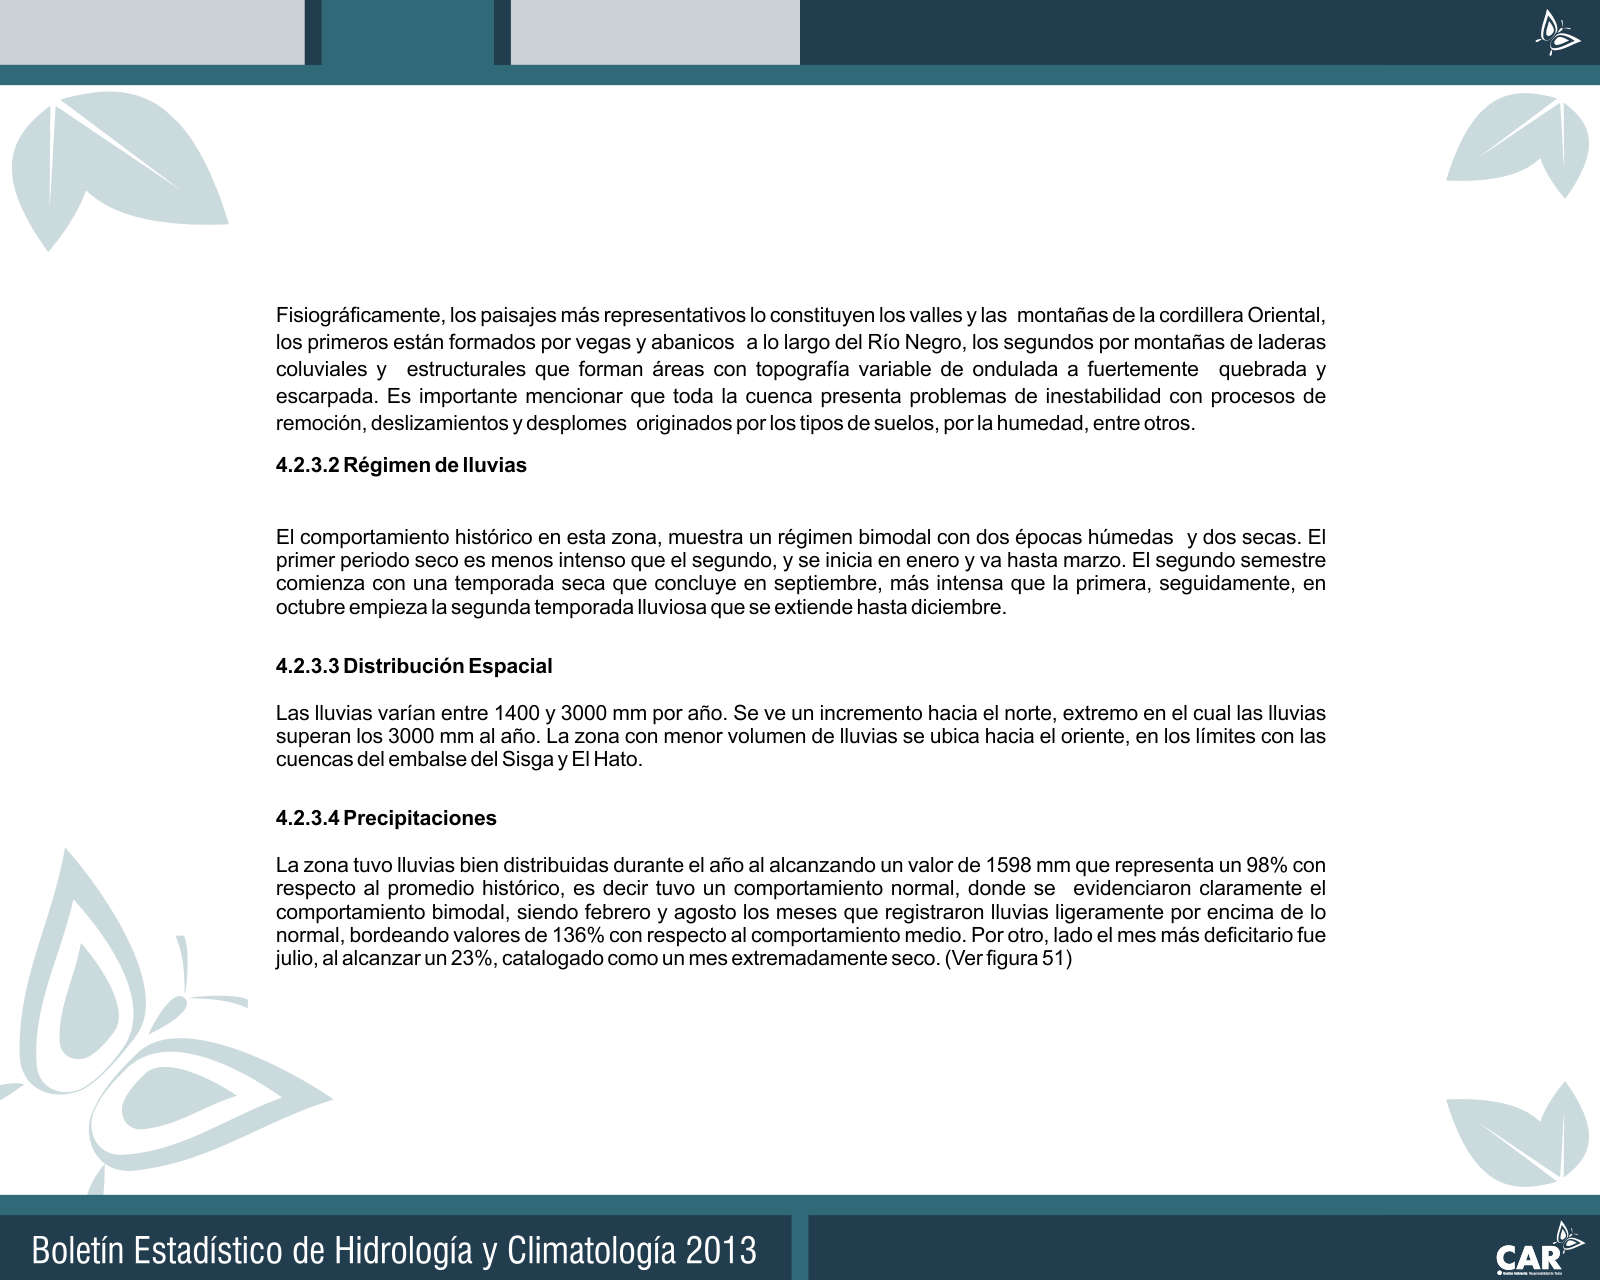 Fisiográficamente, los paisajes más representativos lo constituyen los valles y las montañas de la cordillera Oriental,
los primeros están formados por vegas y abanicos a lo largo del Río Negro, los segundos por montañas de laderas
coluviales y estructurales que forman áreas con topografía variable de ondulada a fuertemente quebrada y
escarpada. Es importante mencionar que toda la cuenca presenta problemas de inestabilidad con procesos de
remoción, deslizamientos y desplomes originados por los tipos de suelos, por la humedad, entre otros.
4.2.3.2 Régimen de lluvias
El comportamiento histórico en esta zona, muestra un régimen bimodal con dos épocas húmedas y dos secas. El
primer periodo seco es menos intenso que el segundo, y se inicia en enero y va hasta marzo. El segundo semestre
comienza con una temporada seca que concluye en septiembre, más intensa que la primera, seguidamente, en
octubre empieza la segunda temporada lluviosa que se extiende hasta diciembre.
4.2.3.3 Distribución Espacial
Las lluvias varían entre 1400 y 3000 mm por año. Se ve un incremento hacia el norte, extremo en el cual las lluvias
superan los 3000 mm al año. La zona con menor volumen de lluvias se ubica hacia el oriente, en los límites con las
cuencas del embalse del Sisga y El Hato.
4.2.3.4 Precipitaciones
La zona tuvo lluvias bien distribuidas durante el año al alcanzando un valor de 1598 mm que representa un 98% con
respecto al promedio histórico, es decir tuvo un comportamiento normal, donde se evidenciaron claramente el
comportamiento bimodal, siendo febrero y agosto los meses que registraron lluvias ligeramente por encima de lo
normal, bordeando valores de 136% con respecto al comportamiento medio. Por otro, lado el mes más deficitario fue
julio, al alcanzar un 23%, catalogado como un mes extremadamente seco. (Ver figura 51)
Boletín Estadístico de Hidrología y Climatología 2013
CAR